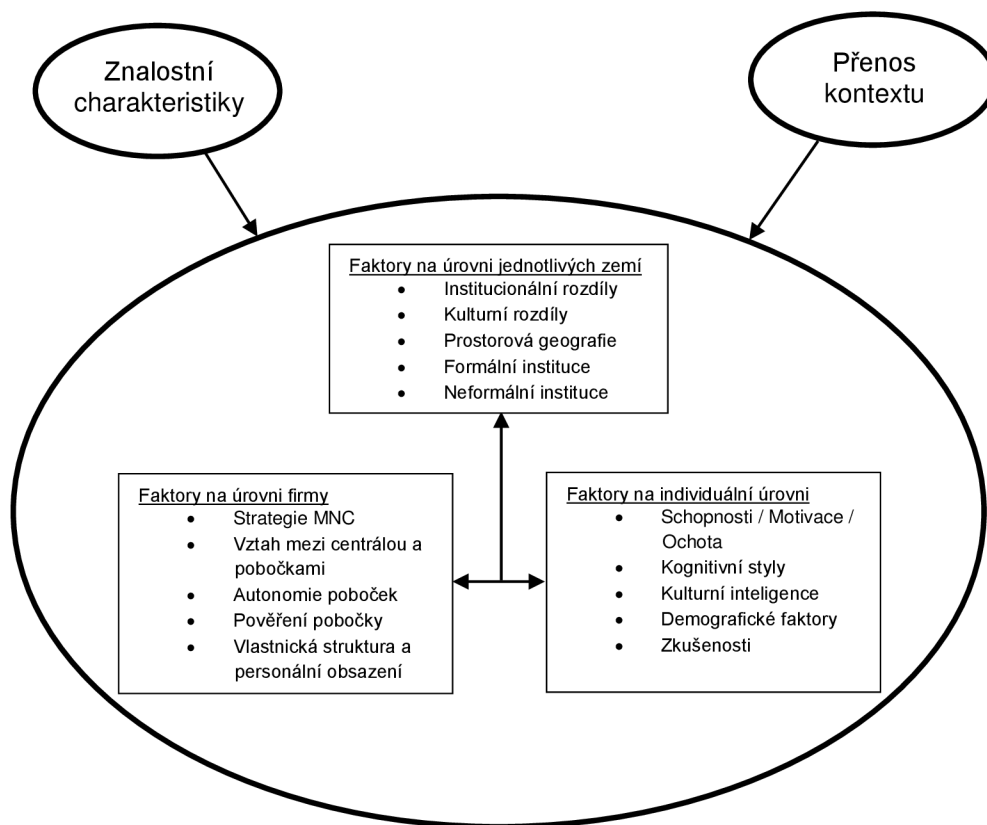 Znalostní
charakteristiky
Přenos
kontextu
Faktory na úrovni jednotlivých zemí
• Institucionální rozdíly
• Kulturní rozdíly
• Prostorová geografie
• Formální instituce
• Neformální instituce
Faktory na úrovni firmy
• Strategie MNC
• Vztah mezi centrálou a
pobočkami
• Autonomie poboček
• Pověření pobočky
• Vlastnická struktura a
personální obsazení
Faktory na individuální úrovni
• Schopnosti / Motivace /
Ochota
• Kognitivní styly
• Kulturní inteligence
• Demografické faktory
• Zkušenosti